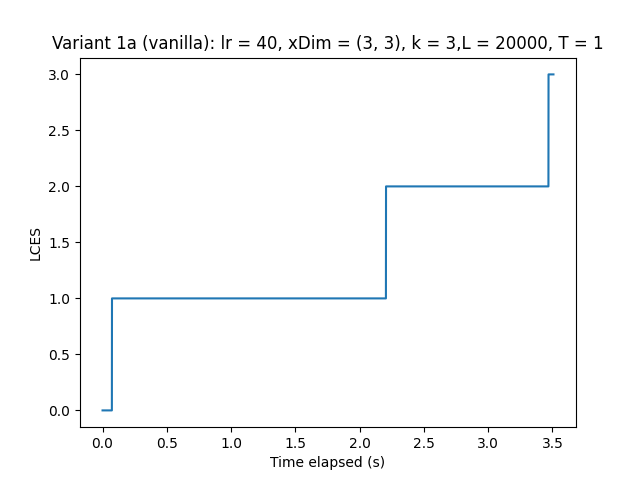 Variant 1a (vanilla): lr = 40, xDim = (3, 3), k = 3,L = 20000, T = 1
3.0
2.5
2.0
1.5
1.0
0.5
0.0
LCES
0.0 0.5 1.0 1.5 2.0 2.5 3.0 3.5
Time elapsed (s)